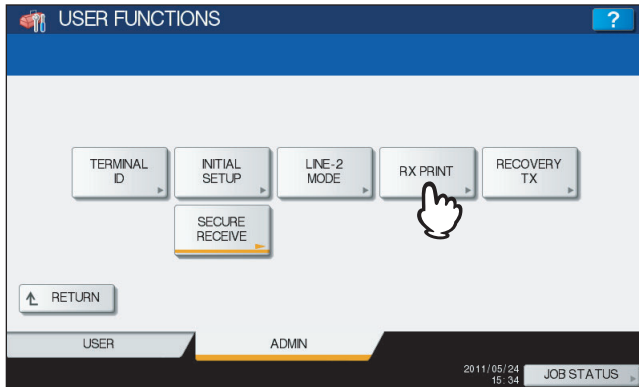 USER FUNCTIONS
?
TERMINAL
ID
INITIAL
SETUP
LINE-2
MODE
RX PRINT
RECOVERY
TX
SECURE
RECEIVE
RETURN
USER
ADMIN
2011/05/24
15:34
JOB STATUS